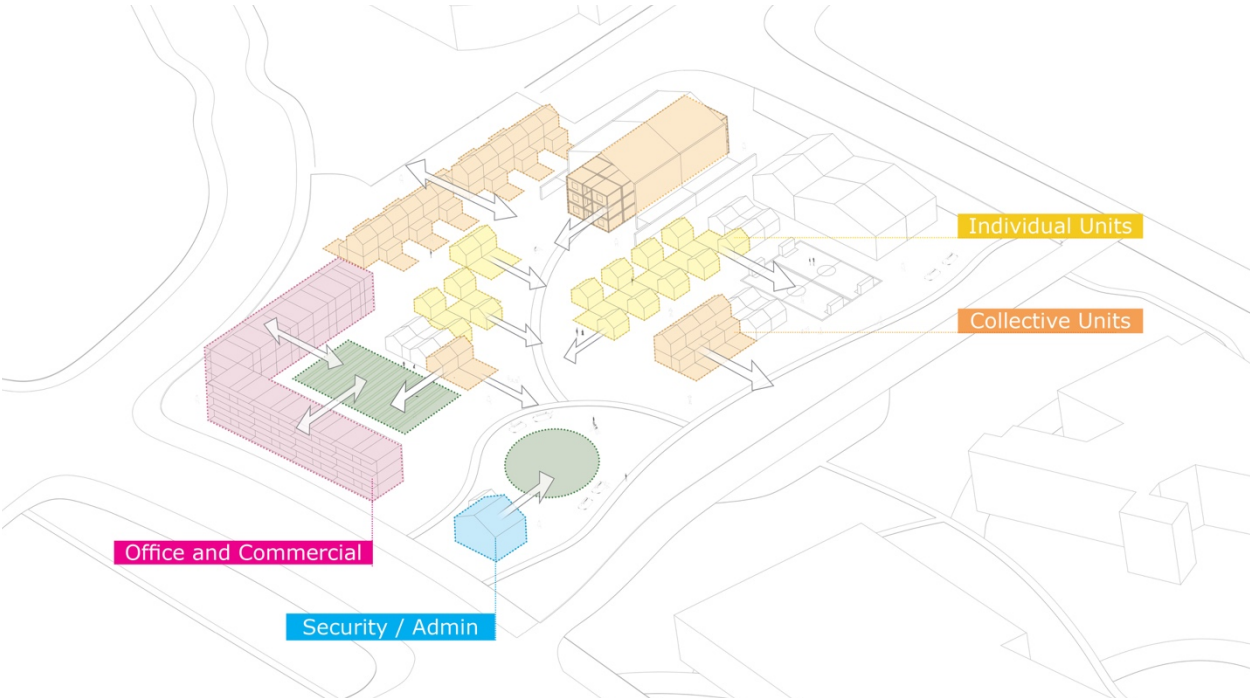 Individual Units
Collective Units
Office and Commercial
Security / Admin